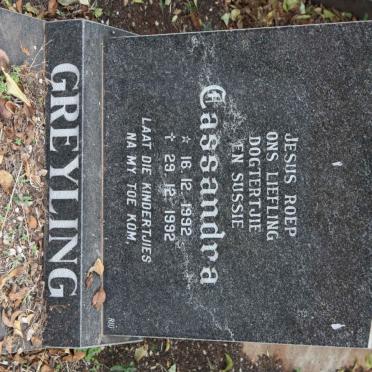 JESUS ROEP
ONS LIEFLING
DOGTERTJIE
EN SUSSIE
Cassandra
☆ 16. 12. 1992
✝ 29. 12. 1992
LAAT DIE KINDERTJIES
NA MY TOE KOM.
GREYLING